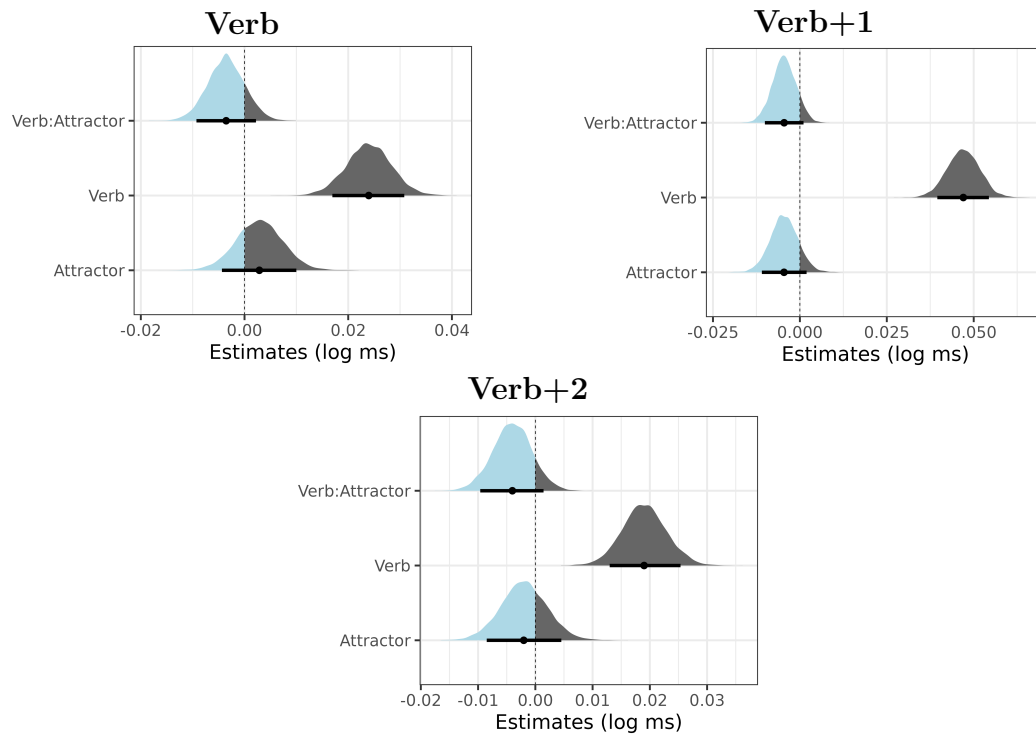 Verb
Verb:Attractor
Verb
Attractor
-0.02 0.00 0.02 0.04
Estimates (log ms)
Verb+1
Verb:Attractor
Verb
Attractor
-0.025 0.000 0.025 0.050
Estimates (log ms)
Verb+2
Verb:Attractor
Verb
Attractor
-0.02 -0.01 0.00 0.01 0.02 0.03
Estimates (log ms)